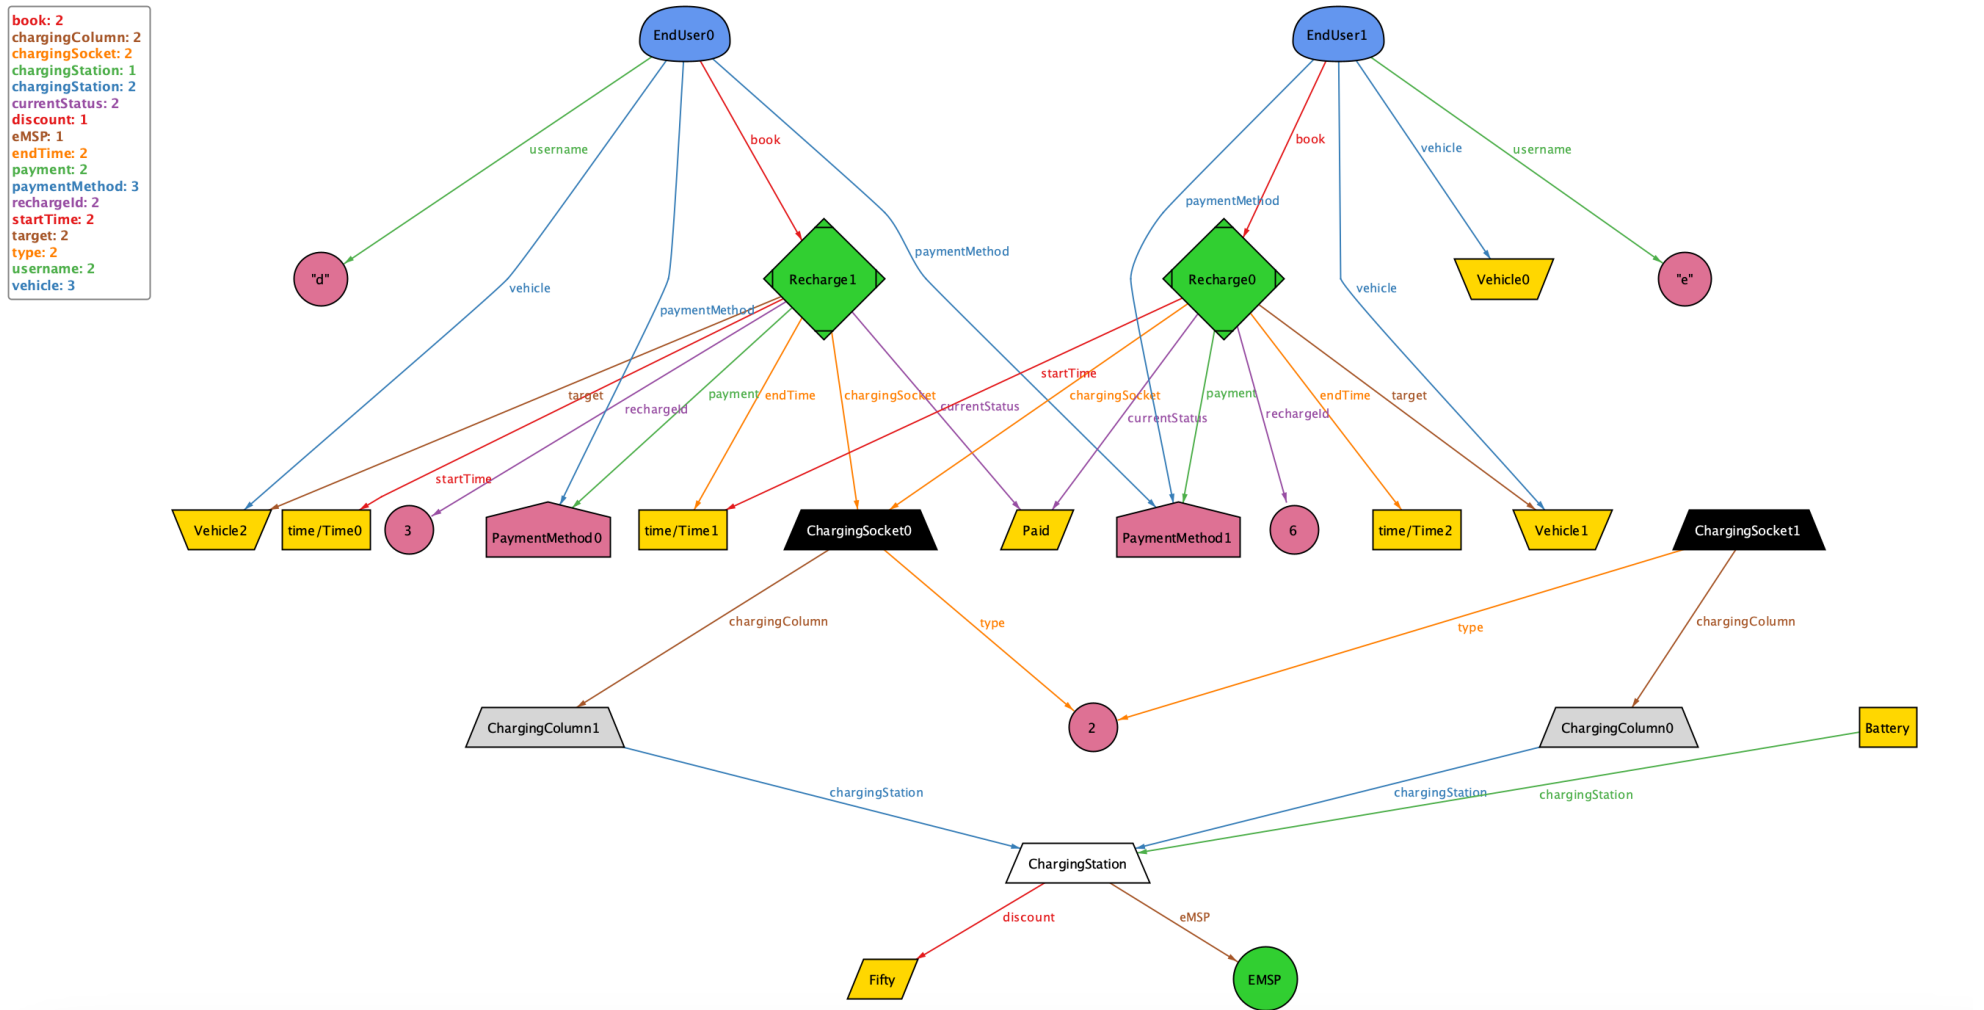 book: 2
chargingColumn: 2
chargingSocket: 2
chargingStation: 1
chargingStation: 2
currentStatus: 2
discount: 1
eMSP: 1
endTime: 2
payment: 2
paymentMethod: 3
rechargeId: 2
startTime: 2
target: 2
type: 2
username: 2
vehicle: 3
EndUser0
EndUser1
username
book
book
vehicle
username
paymentMethod
paymentMethod
"d"
Recharge1
Recharge0
Vehicle0
"e"
vehicle
vehicle
paymentMethod
startTime
target
rechargeId
payment
endTime
chargingSocket
currentStatus
chargingSocket
currentStatus
payment
rechargeId
endTime
target
startTime
Vehicle2
time/Time0
3
PaymentMethod0
time/Time1
ChargingSocket0
Paid
PaymentMethod1
6
time/Time2
Vehicle1
ChargingSocket1
chargingColumn
type
type
chargingColumn
ChargingColumn1
2
ChargingColumn0
Battery
chargingStation
chargingStation
chargingStation
ChargingStation
discount
eMSP
Fifty
EMSP